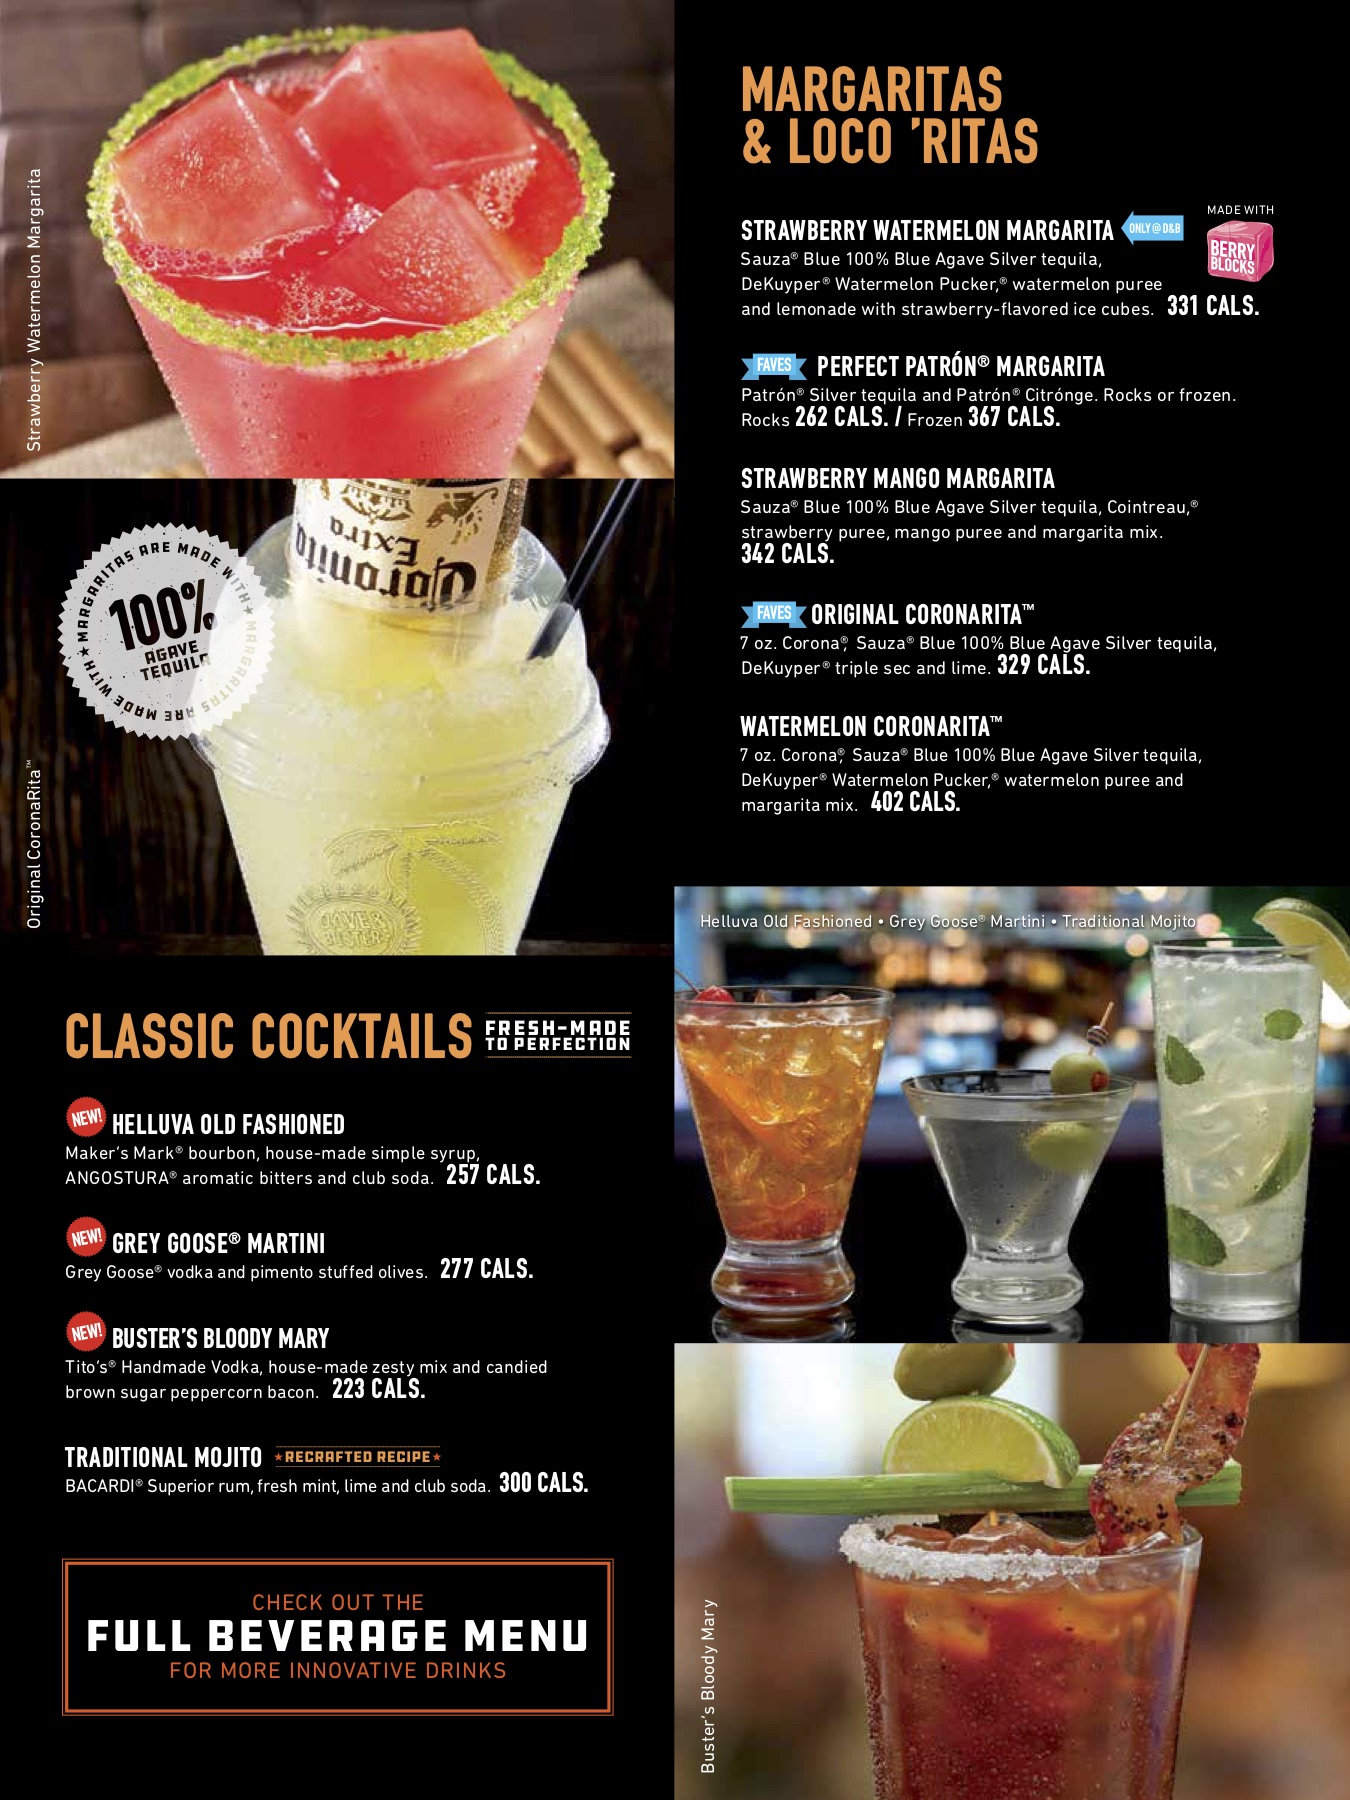 Strawberry Watermelon Margarita
MARGARITAS ARE MADE WITH ★ MARGARITAS ARE MADE WITH ★
100%
AGAVE
TEQUILA
Coronita
Extra
Original CoronaRita™
MARGARITAS
& LOCO ’RITAS
STRAWBERRY WATERMELON MARGARITA ONLY @ D&B
MADE WITH
BERRY
BLOCKS
Sauza® Blue 100% Blue Agave Silver tequila,
DeKuyper® Watermelon Pucker,® watermelon puree
and lemonade with strawberry-flavored ice cubes. 331 CALS.
FAVES PERFECT PATRÓN® MARGARITA
Patrón® Silver tequila and Patrón® Citrónge. Rocks or frozen.
Rocks 262 CALS. / Frozen 367 CALS.
STRAWBERRY MANGO MARGARITA
Sauza® Blue 100% Blue Agave Silver tequila, Cointreau,®
strawberry puree, mango puree and margarita mix.
342 CALS.
FAVES ORIGINAL CORONARITA™
7 oz. Corona®, Sauza® Blue 100% Blue Agave Silver tequila,
DeKuyper® triple sec and lime. 329 CALS.
WATERMELON CORONARITA™
7 oz. Corona®, Sauza® Blue 100% Blue Agave Silver tequila,
DeKuyper® Watermelon Pucker,® watermelon puree and
margarita mix. 402 CALS.
Helluva Old Fashioned • Grey Goose® Martini • Traditional Mojito
CLASSIC COCKTAILS
FRESH-MADE
TO PERFECTION
NEW! HELLUVA OLD FASHIONED
Maker’s Mark® bourbon, house-made simple syrup,
ANGOSTURA® aromatic bitters and club soda. 257 CALS.
NEW! GREY GOOSE® MARTINI
Grey Goose® vodka and pimento stuffed olives. 277 CALS.
NEW! BUSTER’S BLOODY MARY
Tito’s® Handmade Vodka, house-made zesty mix and candied
brown sugar peppercorn bacon. 223 CALS.
TRADITIONAL MOJITO ★RECRAFTED RECIPE★
BACARDI® Superior rum, fresh mint, lime and club soda. 300 CALS.
CHECK OUT THE
FULL BEVERAGE MENU
FOR MORE INNOVATIVE DRINKS
Buster’s Bloody Mary